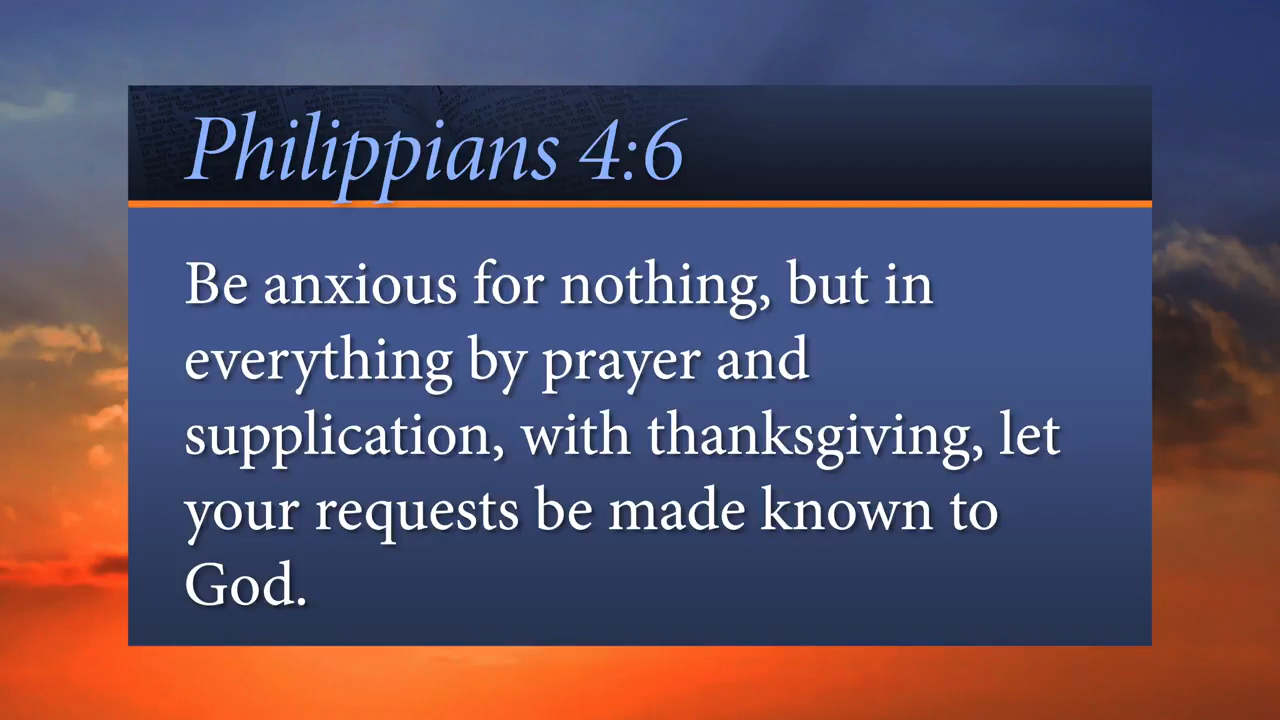 Philippians 4:6
Be anxious for nothing, but in
everything by prayer and
supplication, with thanksgiving, let
your requests be made known to
God.